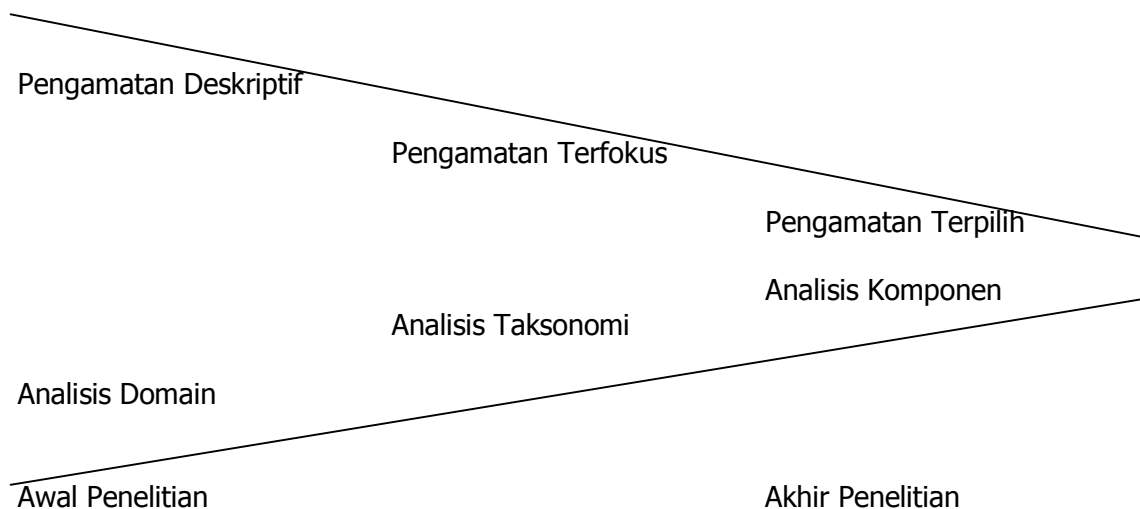 Pengamatan Deskriptif
Pengamatan Terfokus
Pengamatan Terpilih
Analisis Komponen
Analisis Taksonomi
Analisis Domain
Awal Penelitian
Akhir Penelitian